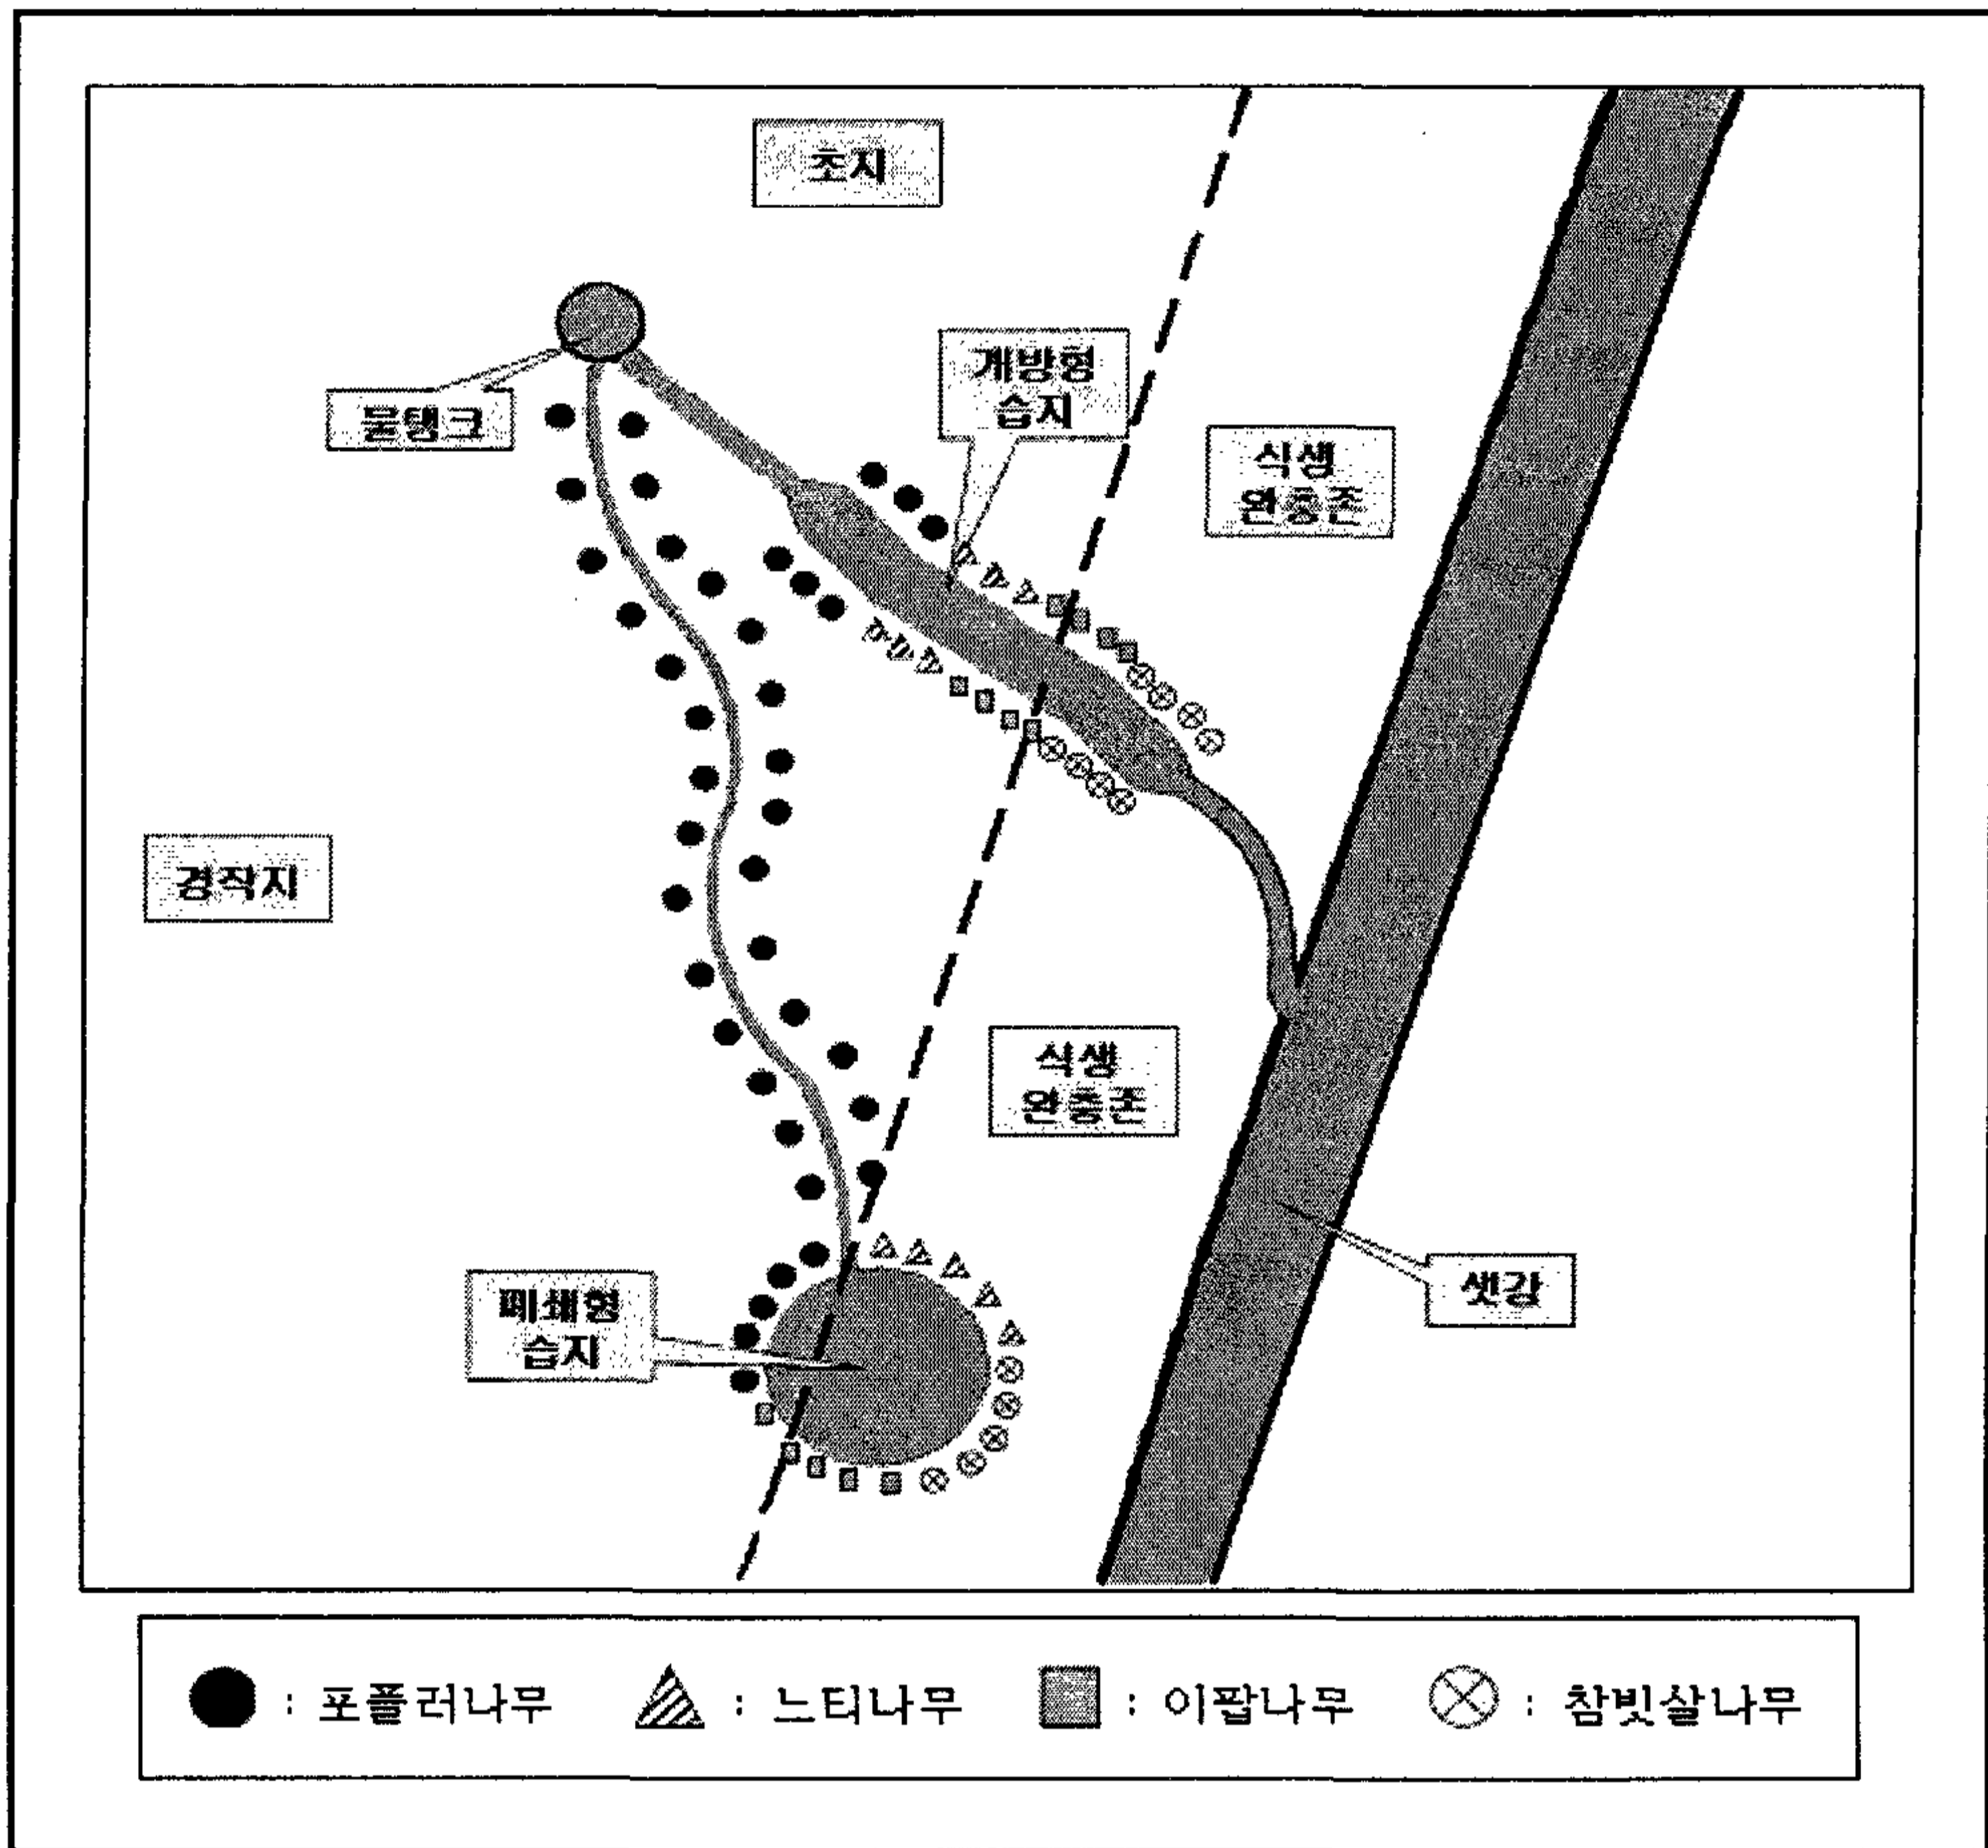 초지
물탱크
개방형
습지
식생
완충존
경작지
식생
완충존
폐쇄형
습지
샛강
: 포플러나무
: 느티나무
: 이팝나무
: 참빗살나무